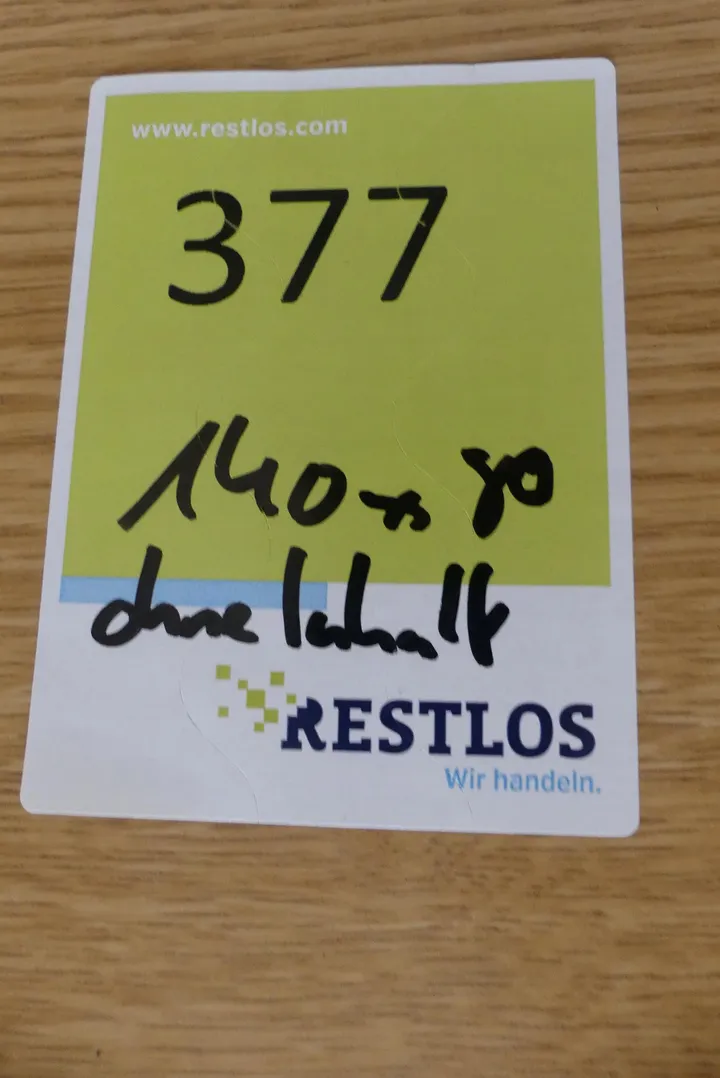 www.restlos.com
377
140 x 80
ohne Inhalt
RESTLOS
Wir handeln.